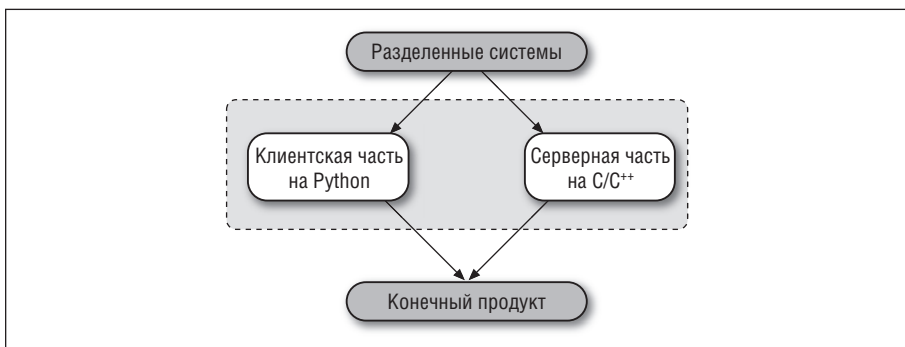 Разделенные системы
Клиентская часть
на Python
Серверная часть
на C/C++
Конечный продукт